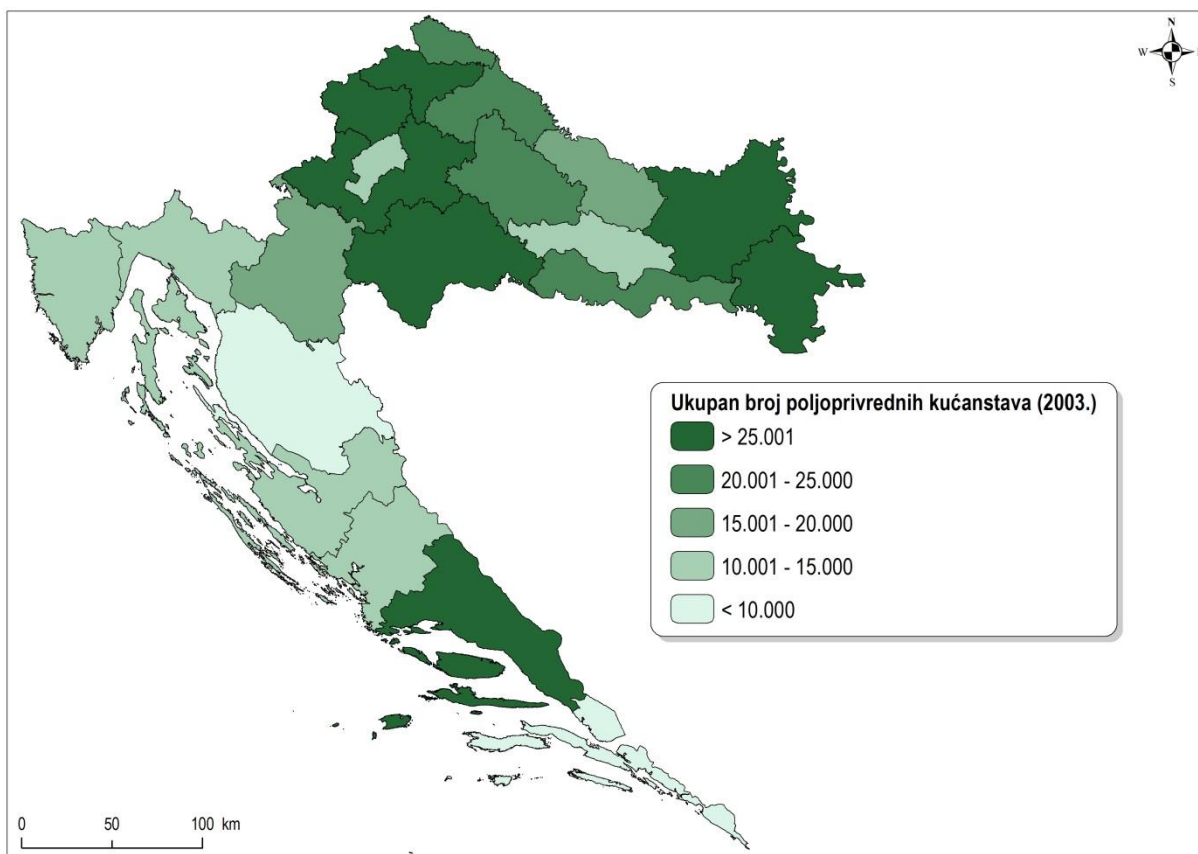 N
W
S
Ukupan broj poljoprivrednih kućanstava (2003.)
> 25.001
20.001 - 25.000
15.001 - 20.000
10.001 - 15.000
< 10.000
0 50 100 km